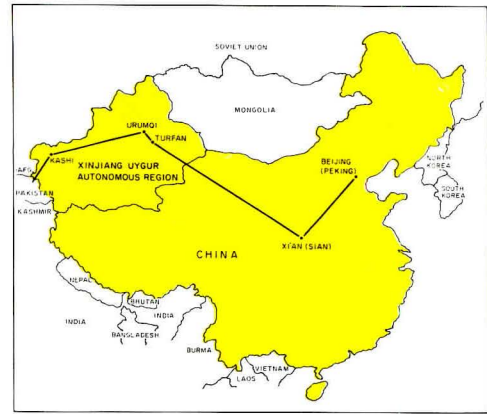 SOVIET UNION
MONGOLIA
URUMQI
TURFAN
KASHI
XINJIANG UYGUR
AUTONOMOUS REGION
BEIJING
(PEKING)
NORTH
KOREA
SOUTH
KOREA
AFG.
PAKISTAN
KASHMIR
XI'AN (SIAN)
CHINA
NEPAL
BHUTAN
INDIA
INDIA
BANGLADESH
BURMA
VIETNAM
LAOS